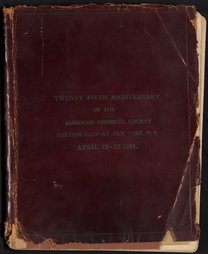 TWENTY FIFTH ANNIVERSARY
OF THE
AMERICAN CHEMICAL SOCIETY
MEETING HELD AT NEW YORK, N.Y.
APRIL 12-13 1901.